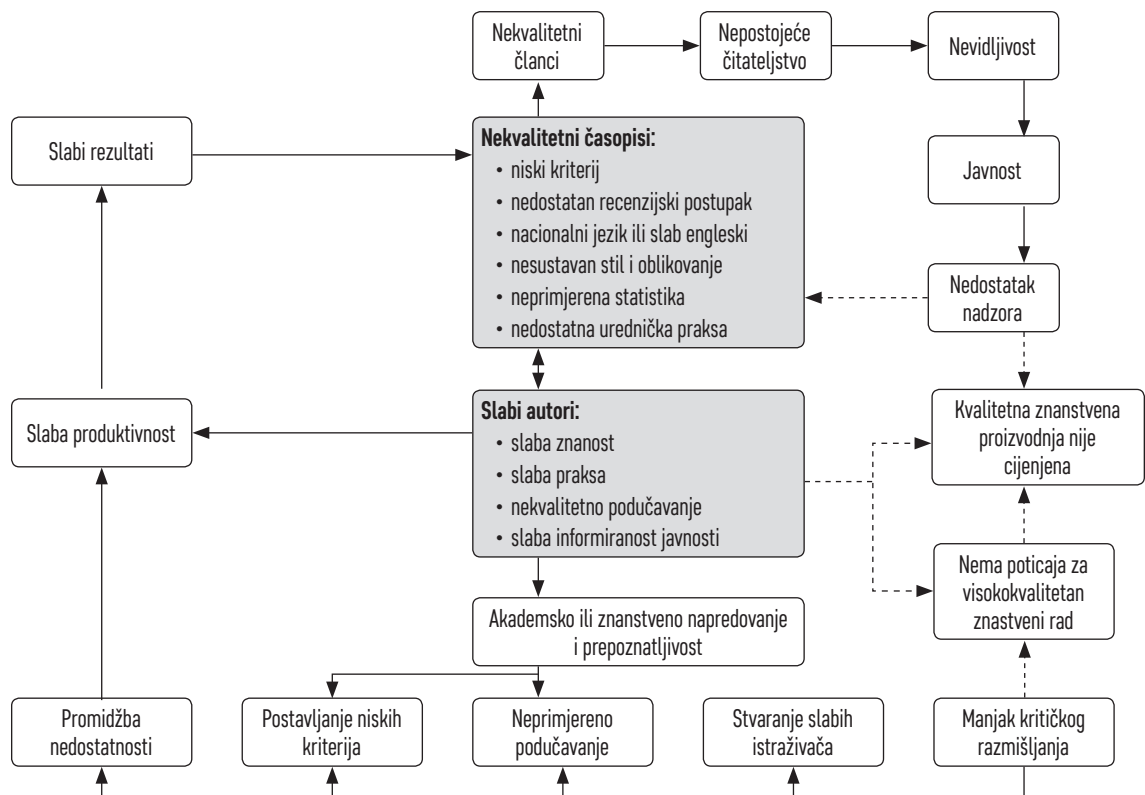 Nekvalitetni
članci
Nepostojeće
čitateljstvo
Nevidljivost
Slabi rezultati
Nekvalitetni časopisi:
• niski kriterij
• nedostatan recenzijski postupak
• nacionalni jezik ili slab engleski
• nesustavan stil i oblikovanje
• neprimjerena statistika
• nedostatna urednička praksa
Javnost
Nedostatak
nadzora
Slaba produktivnost
Slabi autori:
• slaba znanost
• slaba praksa
• nekvalitetno podučavanje
• slaba informiranost javnosti
Kvalitetna znanstvena
proizvodnja nije
cijenjena
Nema poticaja za
visokokvalitetan
znastveni rad
Akademsko ili znanstveno napredovanje
i prepoznatljivost
Promidžba
nedostatnosti
Postavljanje niskih
kriterija
Neprimjereno
podučavanje
Stvaranje slabih
istraživača
Manjak kritičkog
razmišljanja